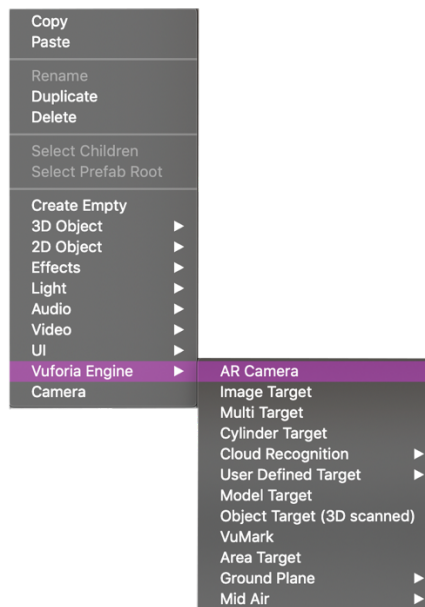 Copy
Paste
Rename
Duplicate
Delete
Select Children
Select Prefab Root
Create Empty
3D Object
2D Object
Effects
Light
Audio
Video
UI
Vuforia Engine
Camera
AR Camera
Image Target
Multi Target
Cylinder Target
Cloud Recognition
User Defined Target
Model Target
Object Target (3D scanned)
VuMark
Area Target
Ground Plane
Mid Air